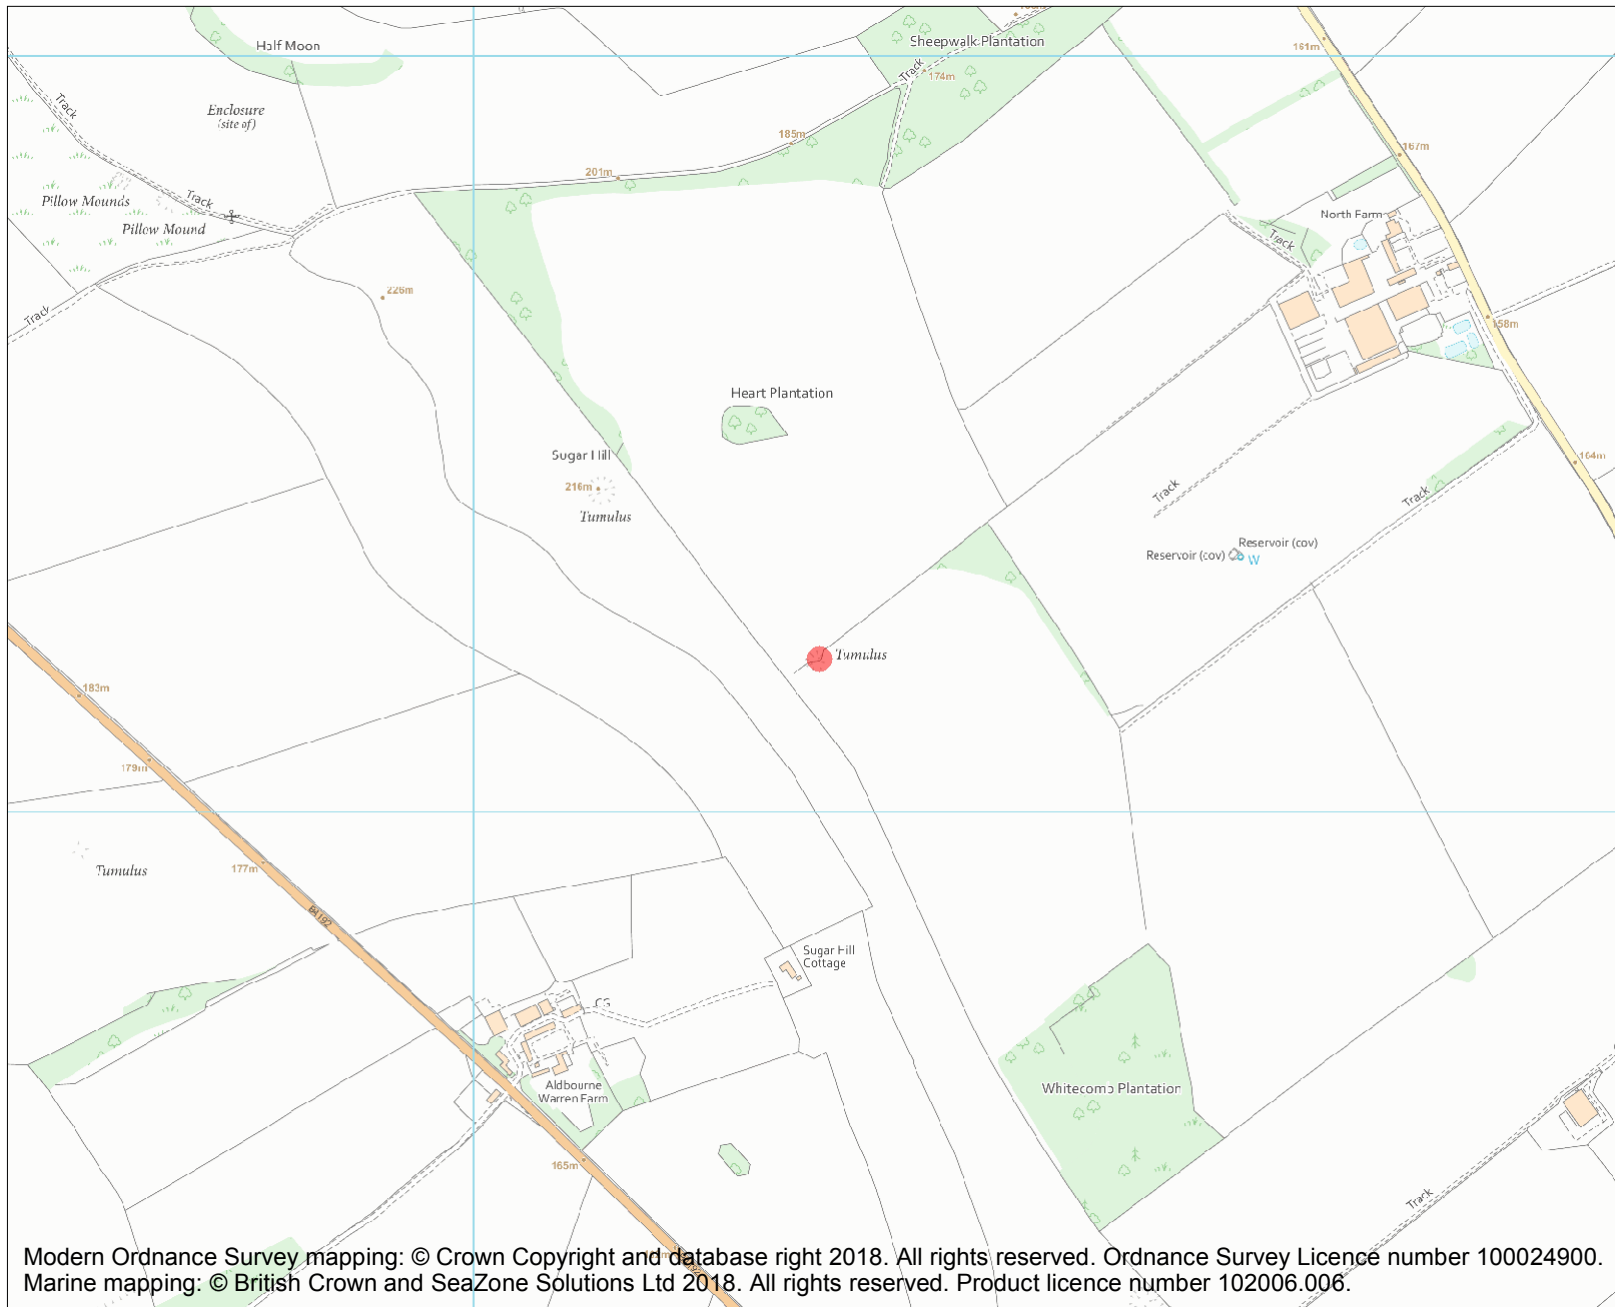 Half Moon
Sheepwalk Plantation
161m
Track
174m
Track
Enclosure
(site of)
185m
167m
201m
Track
Pillow Mounds
Pillow Mound
North Farm
Track
226m
Track
158m
Heart Plantation
Sugar Hill
164m
216m
Track
Track
Tumulus
Reservoir (cov)
Reservoir (cov)
W
Tumulus
183m
179m
177m
Tumulus
B4192
Sugar Hill
Cottage
CG
Aldbourne
Warren Farm
Whitecomb Plantation
165m
Track
Modern Ordnance Survey mapping: © Crown Copyright and database right 2018. All rights reserved. Ordnance Survey Licence number 100024900.
Marine mapping: © British Crown and SeaZone Solutions Ltd 2018. All rights reserved. Product licence number 102006.006.